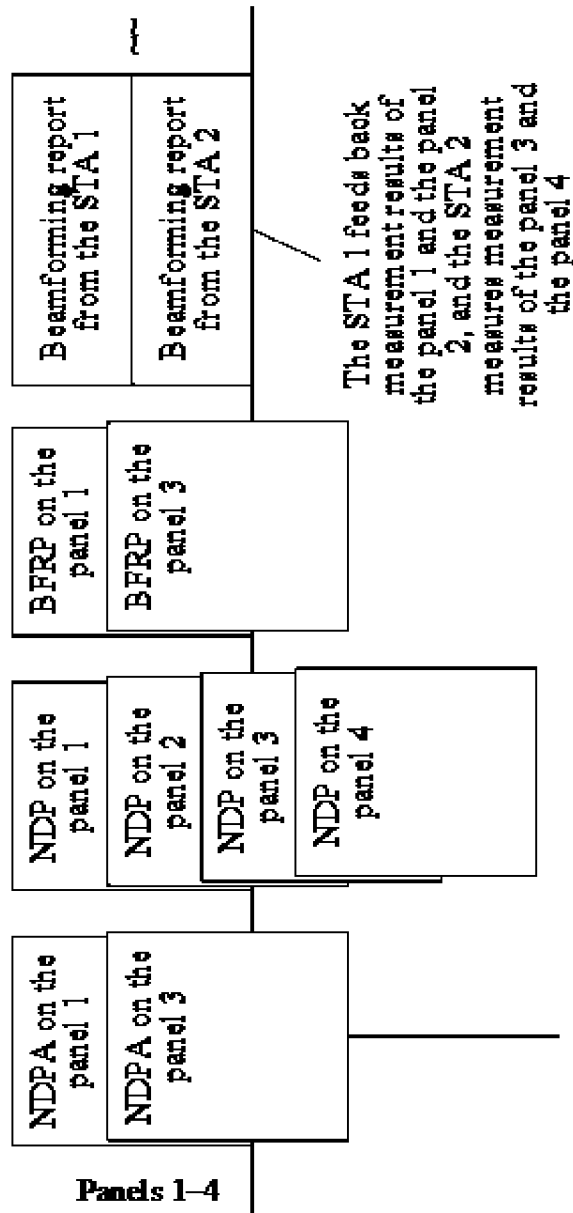 Panels 1–4
NDPA on the
panel 1
NDPA on the
panel 3
NDP on the
panel 1
NDP on the
panel 2
NDP on the
panel 3
NDP on the
panel 4
BFRP on the
panel 1
BFRP on the
panel 3
Beamforming report
from the STA 1
Beamforming report
from the STA 2
The STA 1 feeds back
measurement results of
the panel 1 and the panel
2, and the STA 2
measures measurement
results of the panel 3 and
the panel 4